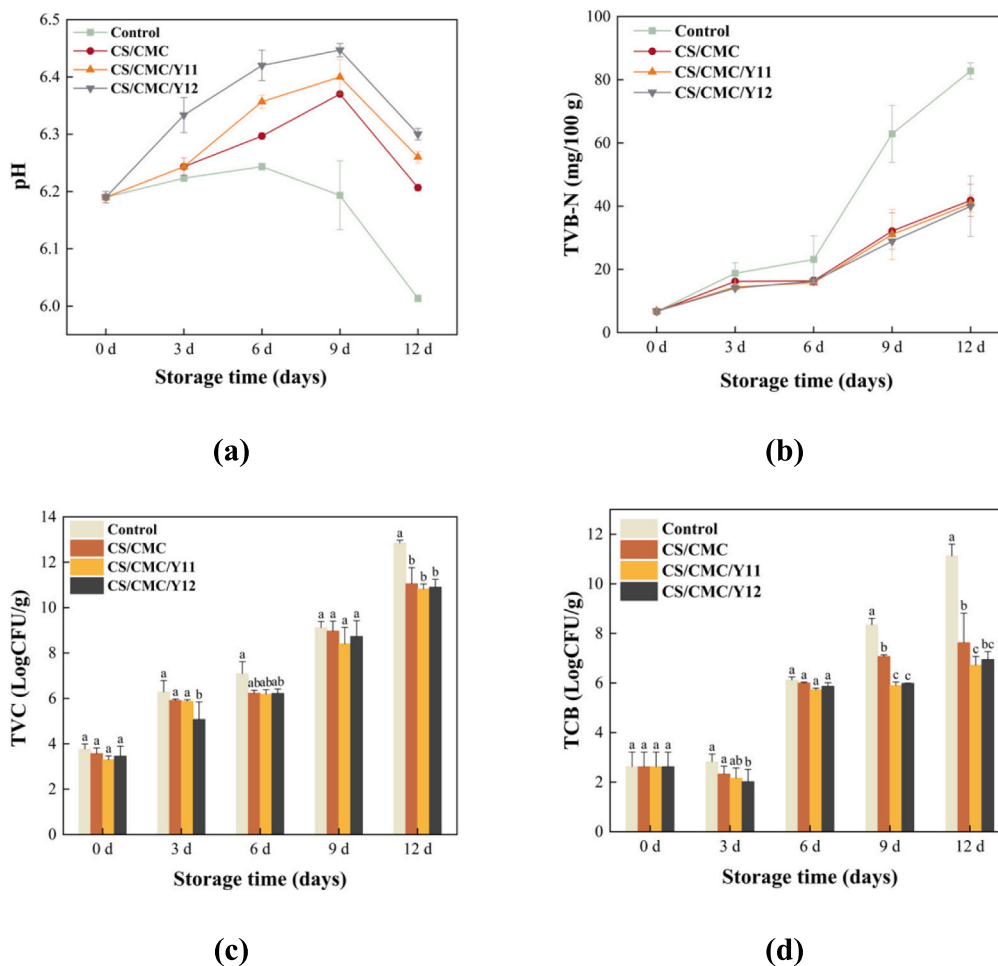 6.5
6.4
6.3
6.2
6.1
6.0
pH
Control
CS/CMC
CS/CMC/Y11
CS/CMC/Y12
0 d 3 d 6 d 9 d 12 d
Storage time (days)
(a)
100
80
60
40
20
0
TVB-N (mg/100 g)
Control
CS/CMC
CS/CMC/Y11
CS/CMC/Y12
0 d 3 d 6 d 9 d 12 d
Storage time (days)
(b)
14
12
10
8
6
4
2
0
TVC (LogCFU/g)
Control
CS/CMC
CS/CMC/Y11
CS/CMC/Y12
a a a a
a a a b
a ab ab ab
a a a a
a b b b
0 d 3 d 6 d 9 d 12 d
Storage time (days)
(c)
12
10
8
6
4
2
0
TCB (LogCFU/g)
Control
CS/CMC
CS/CMC/Y11
CS/CMC/Y12
a a a a
a a ab b
a a a a
a b c c
a b c bc
0 d 3 d 6 d 9 d 12 d
Storage time (days)
(d)